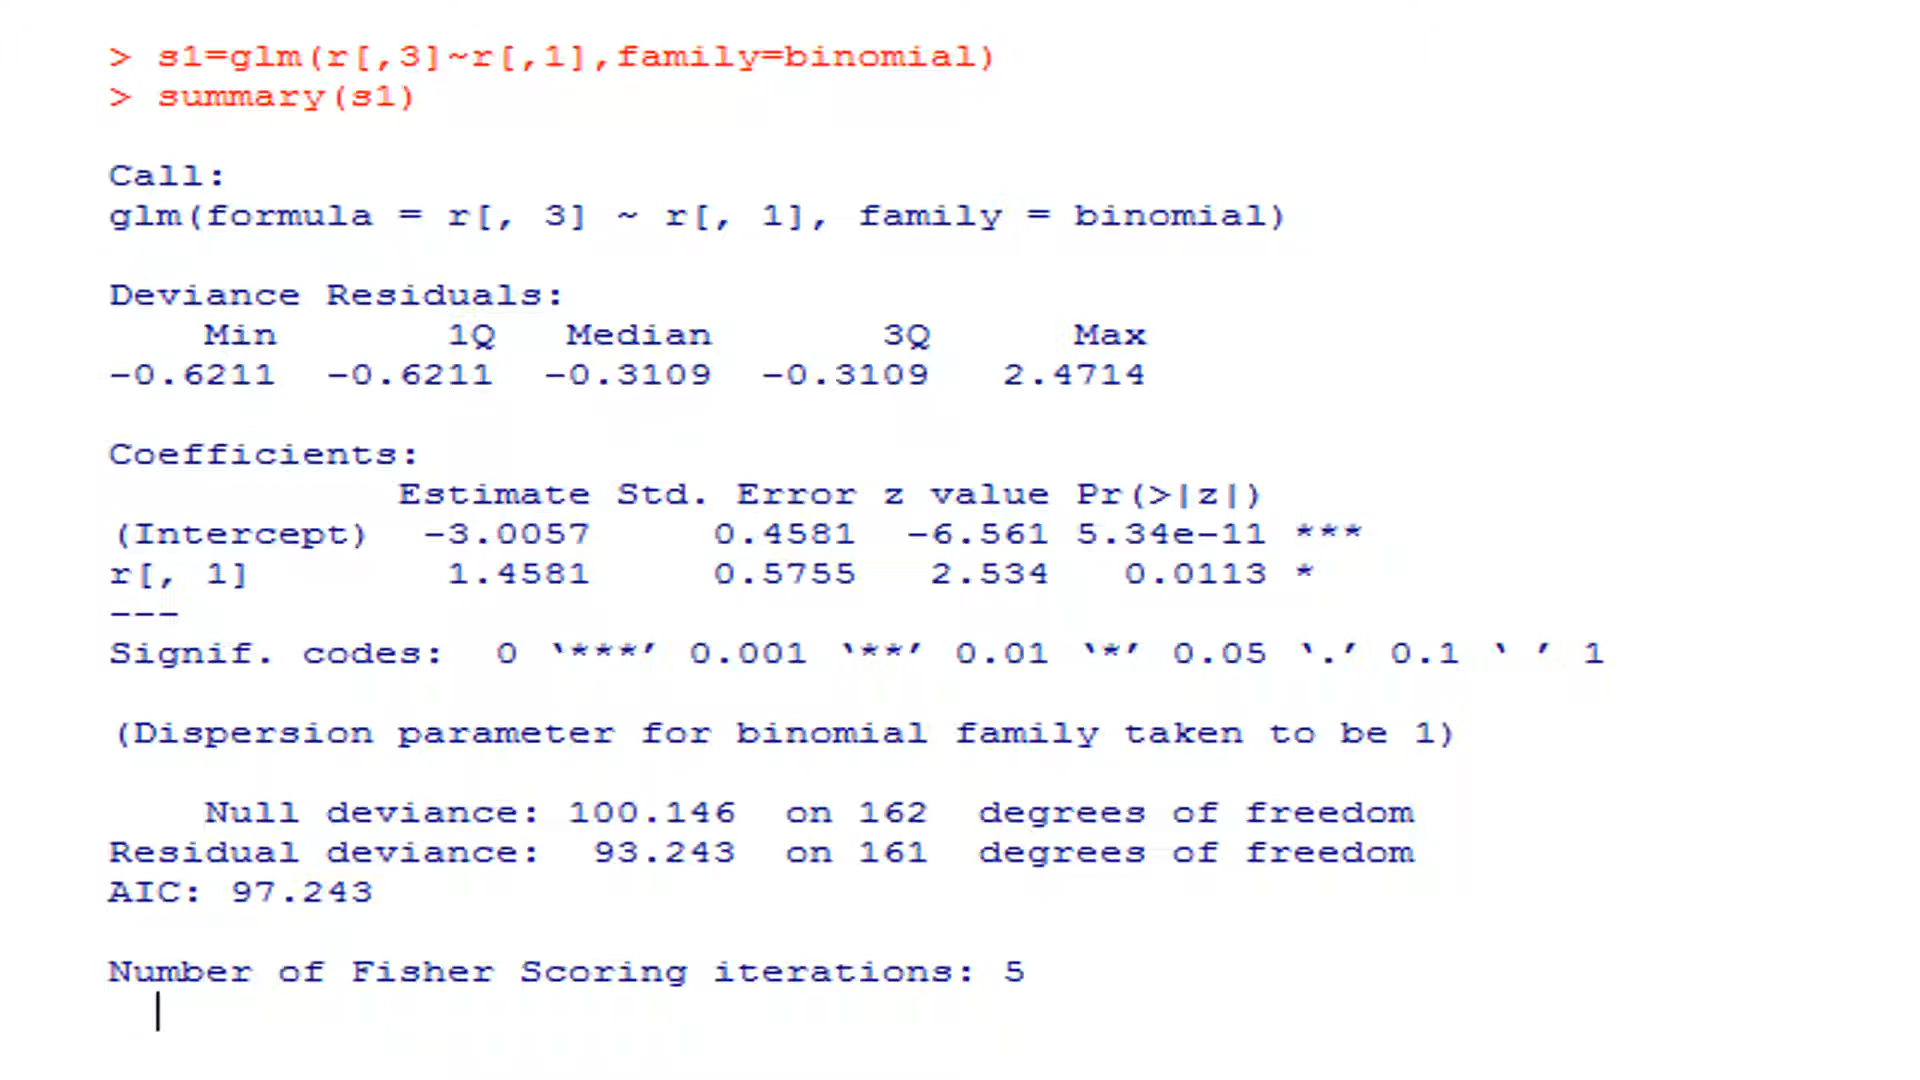 > s1=glm(r[,3]~r[,1],family=binomial)
> summary(s1)
Call:
glm(formula = r[, 3] ~ r[, 1], family = binomial)
Deviance Residuals:
Min 1Q Median 3Q Max
-0.6211 -0.6211 -0.3109 -0.3109 2.4714
Coefficients:
Estimate Std. Error z value Pr(>|z|)
(Intercept) -3.0057 0.4581 -6.561 5.34e-11 ***
r[, 1] 1.4581 0.5755 2.534 0.0113 *
---
Signif. codes: 0 ‘***’ 0.001 ‘**’ 0.01 ‘*’ 0.05 ‘.’ 0.1 ‘ ’ 1
(Dispersion parameter for binomial family taken to be 1)
Null deviance: 100.146 on 162 degrees of freedom
Residual deviance: 93.243 on 161 degrees of freedom
AIC: 97.243
Number of Fisher Scoring iterations: 5